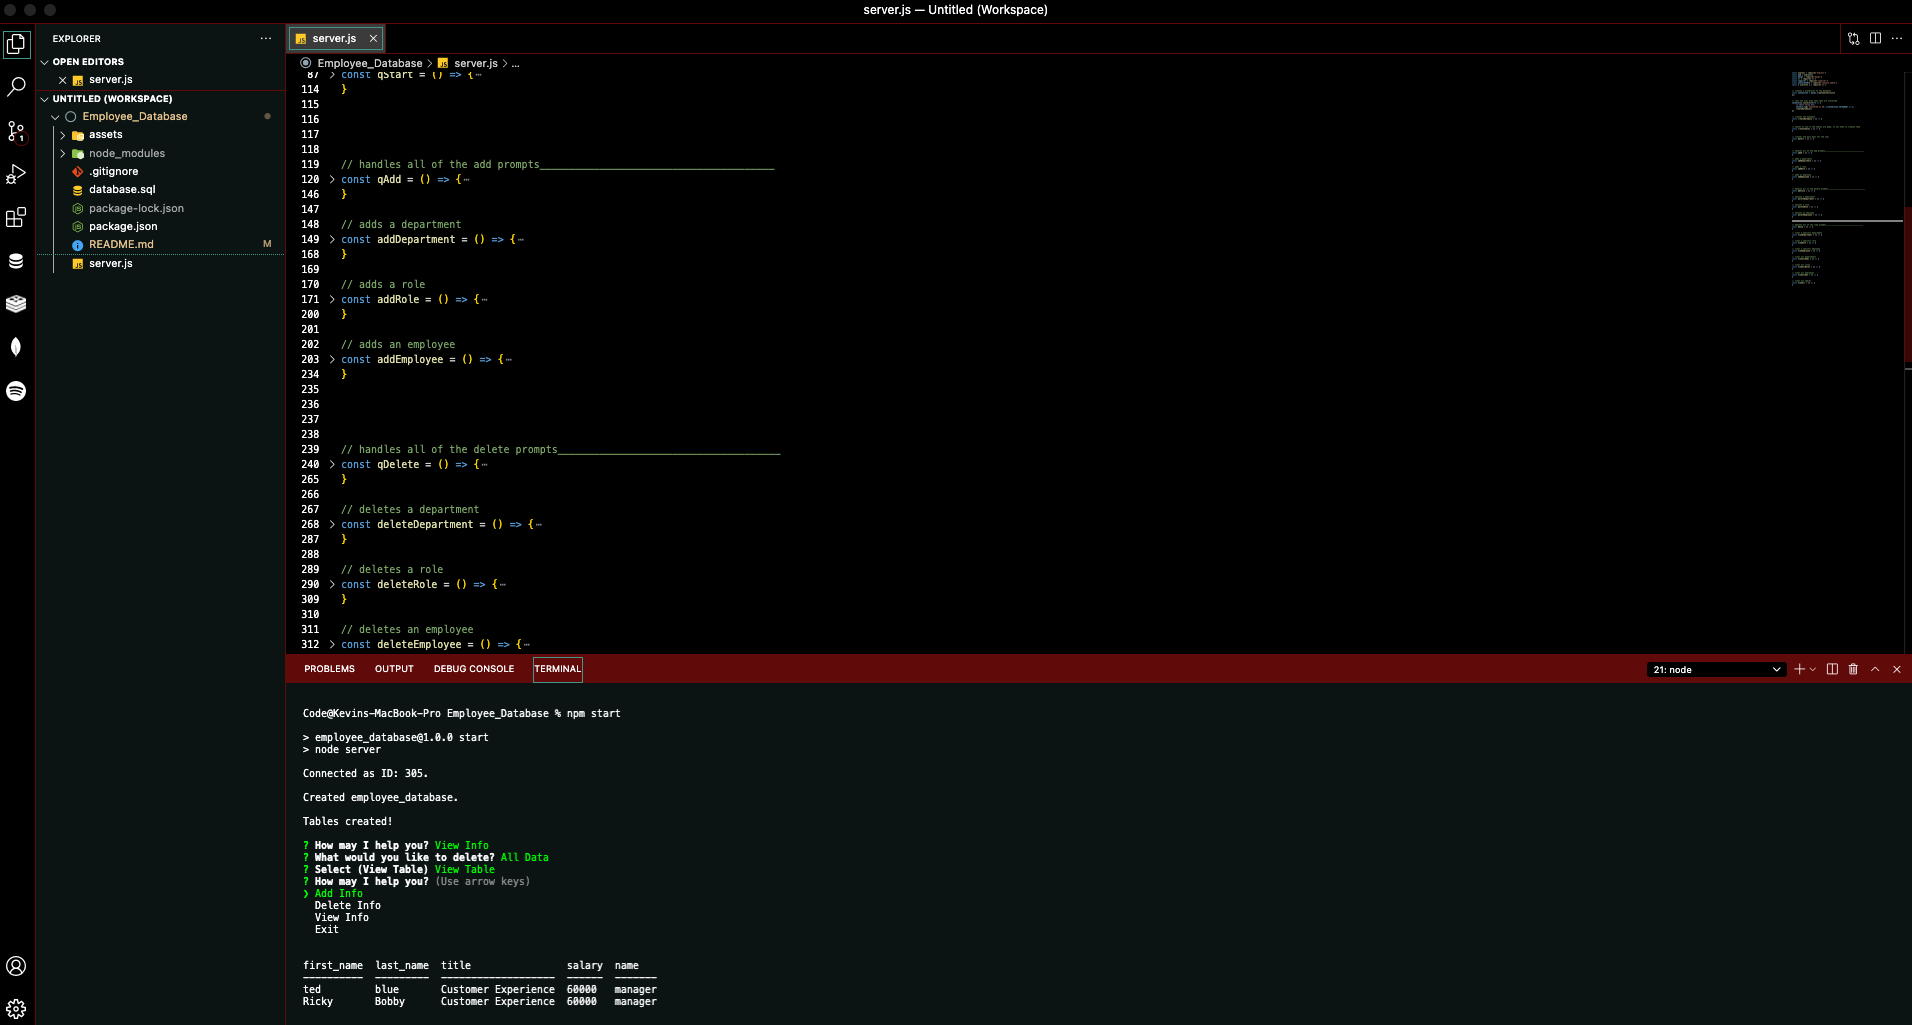 server.js — Untitled (Workspace)
EXPLORER
OPEN EDITORS
server.js
UNTITLED (WORKSPACE)
Employee_Database
assets
node_modules
.gitignore
database.sql
package-lock.json
package.json
README.md M
server.js
1
server.js
Employee_Database > server.js > ...
87 const qStart = () => {⋯
114 }
115
116
117
118
119 // handles all of the add prompts_______________________________________
120 const qAdd = () => {⋯
146 }
147
148 // adds a department
149 const addDepartment = () => {⋯
168 }
169
170 // adds a role
171 const addRole = () => {⋯
200 }
201
202 // adds an employee
203 const addEmployee = () => {⋯
234 }
235
236
237
238
239 // handles all of the delete prompts_____________________________________
240 const qDelete = () => {⋯
265 }
266
267 // deletes a department
268 const deleteDepartment = () => {⋯
287 }
288
289 // deletes a role
290 const deleteRole = () => {⋯
309 }
310
311 // deletes an employee
312 const deleteEmployee = () => {⋯
PROBLEMS OUTPUT DEBUG CONSOLE TERMINAL 21: node
Code@Kevins-MacBook-Pro Employee_Database % npm start
> employee_database@1.0.0 start
> node server
Connected as ID: 305.
Created employee_database.
Tables created!
? How may I help you? View Info
? What would you like to delete? All Data
? Select (View Table) View Table
? How may I help you? (Use arrow keys)
❯ Add Info
Delete Info
View Info
Exit
first_name last_name title salary name
---------- --------- ------------------- ------ -------
ted blue Customer Experience 60000 manager
Ricky Bobby Customer Experience 60000 manager